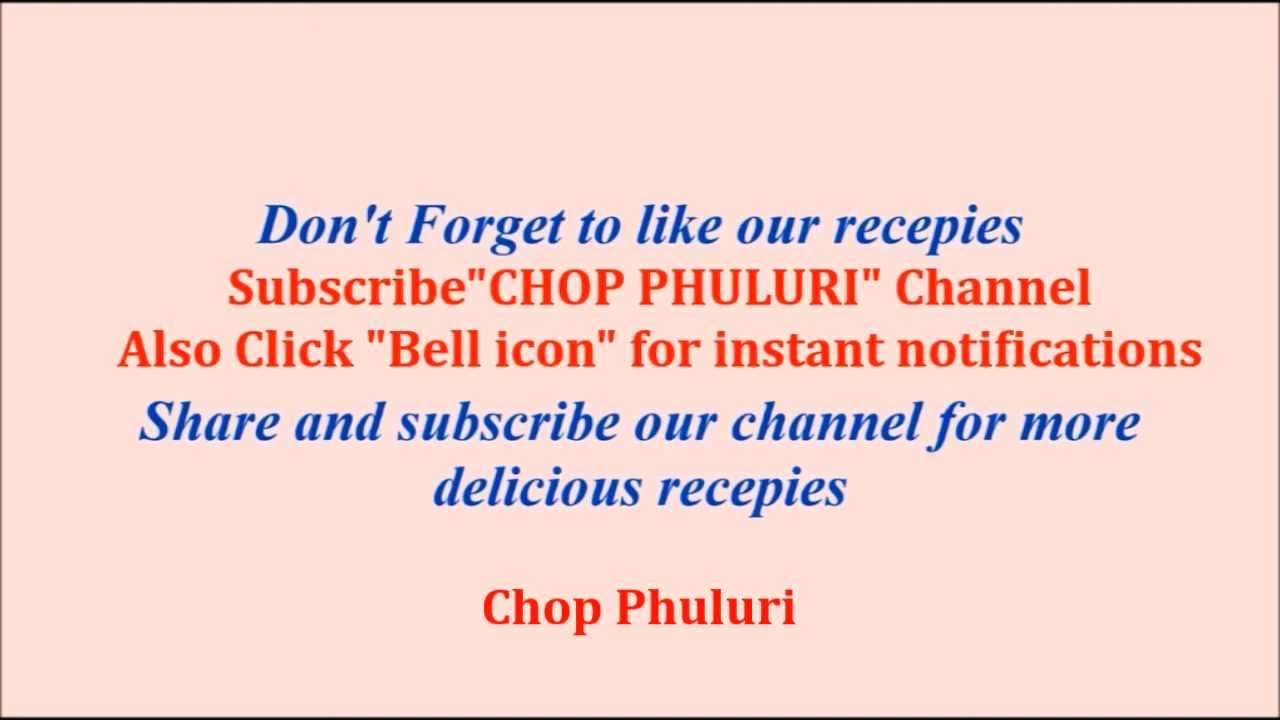 Don't Forget to like our recepies
Subscribe"CHOP PHULURI" Channel
Also Click "Bell icon" for instant notifications
Share and subscribe our channel for more
delicious recepies
Chop Phuluri